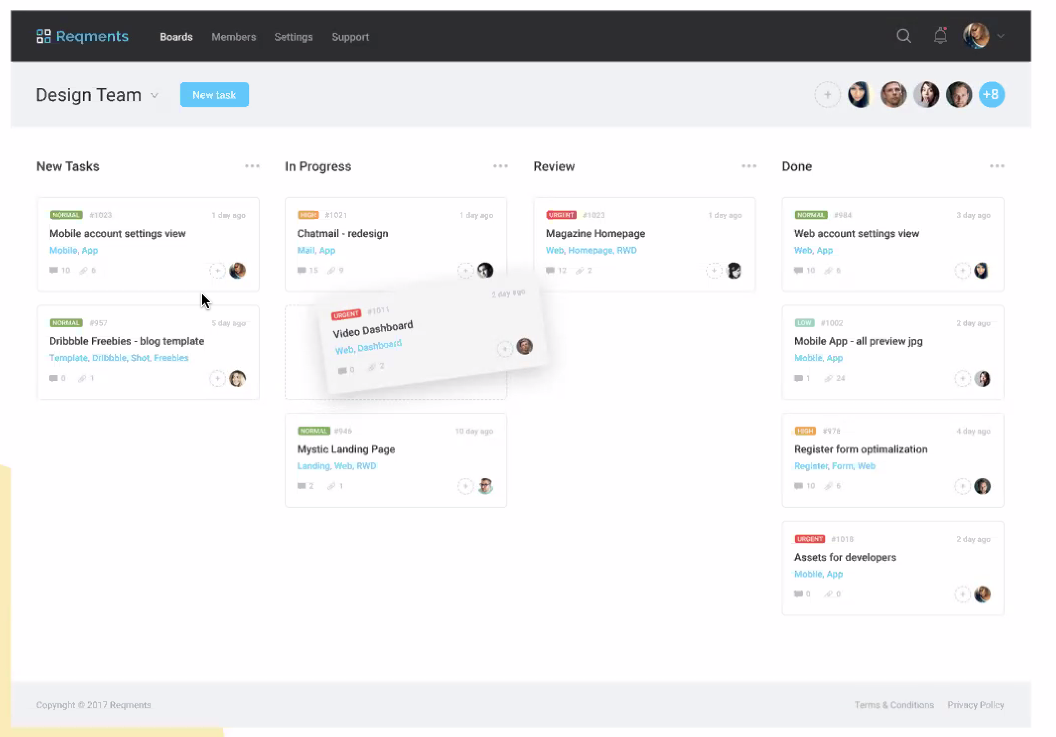 Reqments Boards Members Settings Support
Design Team New task +8
New Tasks
NORMAL #1023 1 day ago
Mobile account settings view
Mobile, App
10 6
NORMAL #957 5 day ago
Dribbble Freebies - blog template
Template, Dribbble, Shot, Freebies
0 1
In Progress
HIGH #1021 1 day ago
Chatmail - redesign
Mail, App
15 9
URGENT #1011 day ago
Video Dashboard
Web, Dashboard
0 2
NORMAL #946 10 day ago
Mystic Landing Page
Landing, Web, RWD
2 1
Review
URGENT #1023 1 day ago
Magazine Homepage
Web, Homepage, RWD
12 2
Done
NORMAL #984 3 day ago
Web account settings view
Web, App
10 6
LOW #1002 2 day ago
Mobile App - all preview jpg
Mobile, App
1 24
HIGH #976 4 day ago
Register form optimalization
Register, Form, Web
10 6
URGENT #1018 2 day ago
Assets for developers
Mobile, App
0 0
Copyright © 2017 Reqments Terms & Conditions Privacy Policy